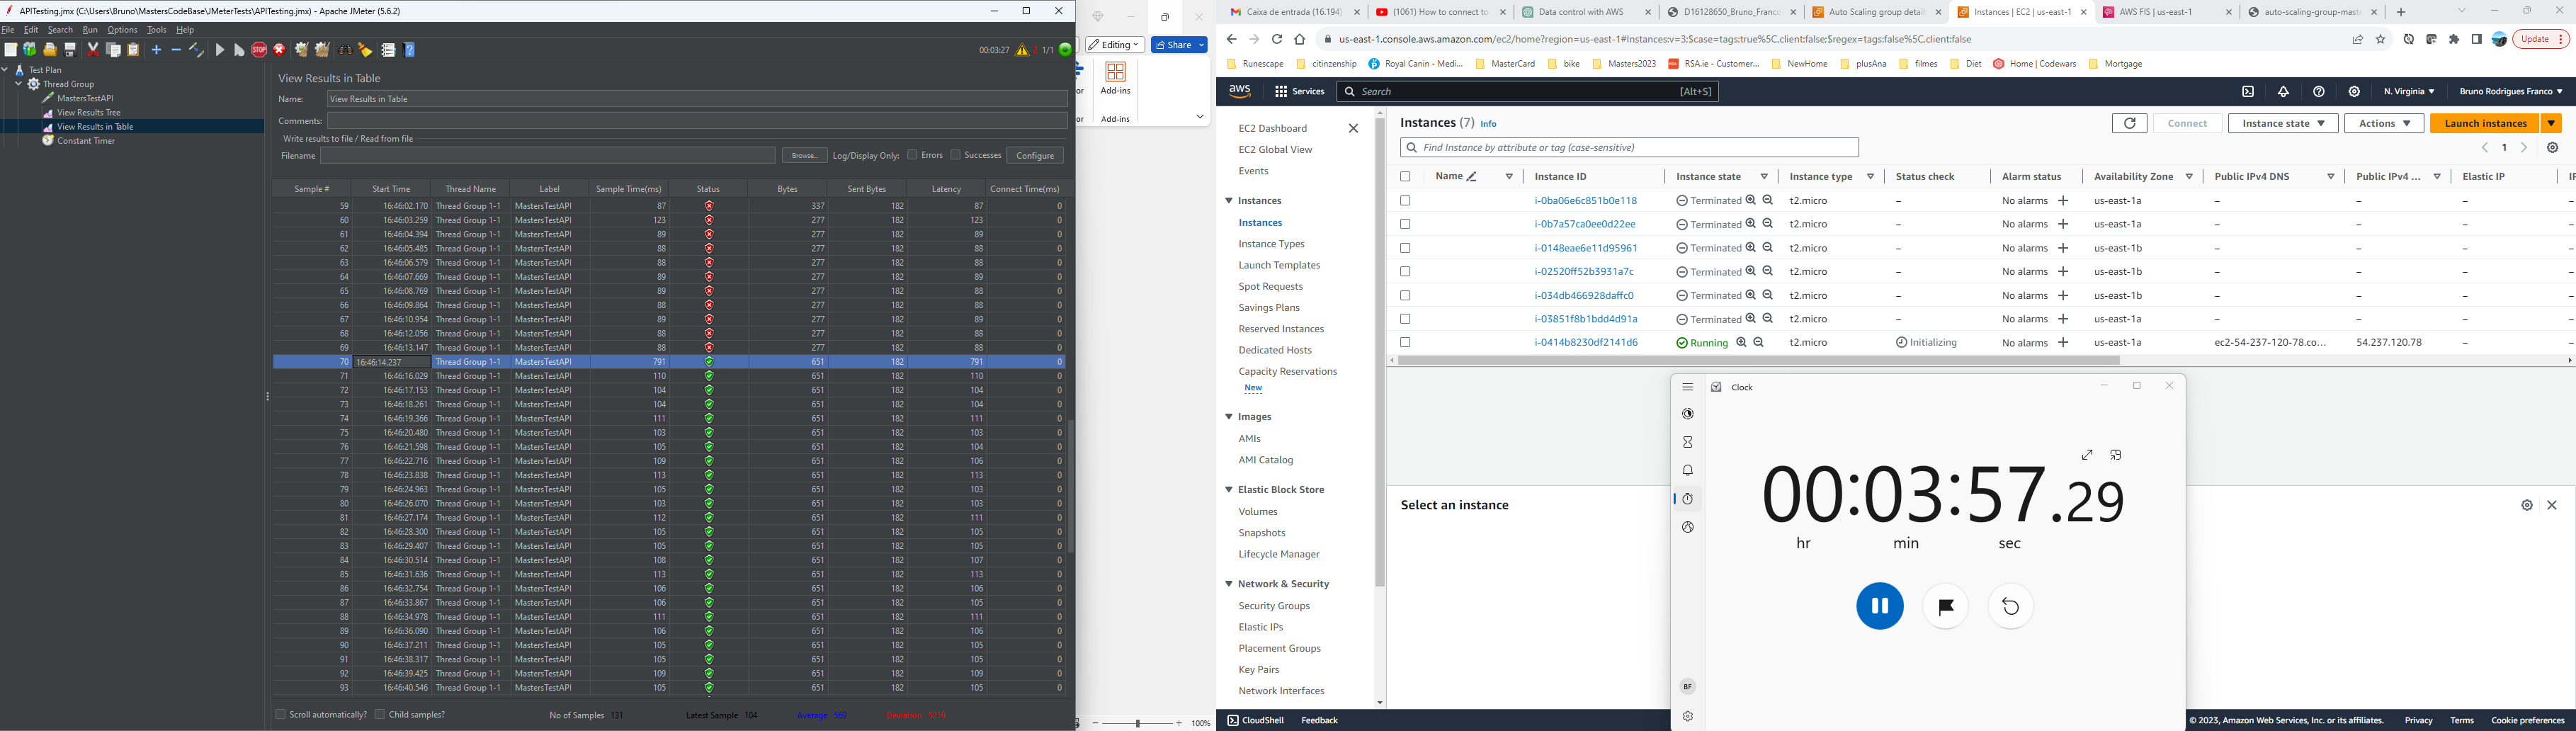 APITesting.jmx (C:\Users\Bruno\MastersCodeBase\JMeterTests\APITesting.jmx) - Apache JMeter (5.6.2)
File Edit Search Run Options Tools Help
00:03:27 1/1
Test Plan
Thread Group
MastersTestAPI
View Results Tree
View Results in Table
Constant Timer
View Results in Table
Name: View Results in Table
Comments:
Write results to file / Read from file
Filename Browse... Log/Display Only: Errors Successes Configure
Sample # Start Time Thread Name Label Sample Time(ms) Status Bytes Sent Bytes Latency Connect Time(ms)
59 16:46:02.170 Thread Group 1-1 MastersTestAPI 87 337 182 87 0
60 16:46:03.259 Thread Group 1-1 MastersTestAPI 123 277 182 123 0
61 16:46:04.394 Thread Group 1-1 MastersTestAPI 89 277 182 89 0
62 16:46:05.485 Thread Group 1-1 MastersTestAPI 88 277 182 88 0
63 16:46:06.579 Thread Group 1-1 MastersTestAPI 88 277 182 88 0
64 16:46:07.669 Thread Group 1-1 MastersTestAPI 89 277 182 89 0
65 16:46:08.769 Thread Group 1-1 MastersTestAPI 89 277 182 88 0
66 16:46:09.864 Thread Group 1-1 MastersTestAPI 88 277 182 88 0
67 16:46:10.954 Thread Group 1-1 MastersTestAPI 89 277 182 88 0
68 16:46:12.056 Thread Group 1-1 MastersTestAPI 88 277 182 88 0
69 16:46:13.147 Thread Group 1-1 MastersTestAPI 88 277 182 88 0
70 16:46:14.237 Thread Group 1-1 MastersTestAPI 791 651 182 791 0
71 16:46:16.029 Thread Group 1-1 MastersTestAPI 110 651 182 110 0
72 16:46:17.153 Thread Group 1-1 MastersTestAPI 104 651 182 104 0
73 16:46:18.261 Thread Group 1-1 MastersTestAPI 104 651 182 104 0
74 16:46:19.366 Thread Group 1-1 MastersTestAPI 111 651 182 111 0
75 16:46:20.480 Thread Group 1-1 MastersTestAPI 103 651 182 103 0
76 16:46:21.598 Thread Group 1-1 MastersTestAPI 105 651 182 104 0
77 16:46:22.716 Thread Group 1-1 MastersTestAPI 109 651 182 106 0
78 16:46:23.838 Thread Group 1-1 MastersTestAPI 113 651 182 113 0
79 16:46:24.963 Thread Group 1-1 MastersTestAPI 105 651 182 103 0
80 16:46:26.070 Thread Group 1-1 MastersTestAPI 103 651 182 103 0
81 16:46:27.174 Thread Group 1-1 MastersTestAPI 112 651 182 111 0
82 16:46:28.300 Thread Group 1-1 MastersTestAPI 105 651 182 105 0
83 16:46:29.407 Thread Group 1-1 MastersTestAPI 105 651 182 105 0
84 16:46:30.514 Thread Group 1-1 MastersTestAPI 108 651 182 107 0
85 16:46:31.636 Thread Group 1-1 MastersTestAPI 113 651 182 113 0
86 16:46:32.754 Thread Group 1-1 MastersTestAPI 106 651 182 106 0
87 16:46:33.867 Thread Group 1-1 MastersTestAPI 106 651 182 105 0
88 16:46:34.978 Thread Group 1-1 MastersTestAPI 111 651 182 111 0
89 16:46:36.090 Thread Group 1-1 MastersTestAPI 106 651 182 106 0
90 16:46:37.211 Thread Group 1-1 MastersTestAPI 105 651 182 105 0
91 16:46:38.317 Thread Group 1-1 MastersTestAPI 105 651 182 105 0
92 16:46:39.425 Thread Group 1-1 MastersTestAPI 109 651 182 109 0
93 16:46:40.546 Thread Group 1-1 MastersTestAPI 105 651 182 105 0
Scroll automatically? Child samples? No of Samples 131 Latest Sample 104 Average 569 Deviation 3219
Editing Share
or Add-ins
or Add-ins
100%
Caixa de entrada (16.194) (1061) How to connect to Data control with AWS D16128650_Bruno_Franco Auto Scaling group detail Instances | EC2 | us-east-1 AWS FIS | us-east-1 auto-scaling-group-mast
us-east-1.console.aws.amazon.com/ec2/home?region=us-east-1#Instances:v=3;$case=tags:true%5C,client:false;$regex=tags:false%5C,client:false
Update
Runescape citizenship Royal Canin - Medi... MasterCard bike Masters2023 RSA.ie - Customer... NewHome plusAna filmes Diet Home | Codewars Mortgage
aws Services Search [Alt+S] N. Virginia Bruno Rodrigues Franco
EC2 Dashboard
EC2 Global View
Events
Instances
Instances
Instance Types
Launch Templates
Spot Requests
Savings Plans
Reserved Instances
Dedicated Hosts
Capacity Reservations
New
Images
AMIs
AMI Catalog
Elastic Block Store
Volumes
Snapshots
Lifecycle Manager
Network & Security
Security Groups
Elastic IPs
Placement Groups
Key Pairs
Network Interfaces
Instances (7) Info
Connect Instance state Actions Launch instances
Find Instance by attribute or tag (case-sensitive)
1
Name Instance ID Instance state Instance type Status check Alarm status Availability Zone Public IPv4 DNS Public IPv4 ... Elastic IP IP
i-0ba06e6c851b0e118 Terminated t2.micro – No alarms us-east-1a – – – –
i-0b7a57ca0ee0d22ee Terminated t2.micro – No alarms us-east-1a – – – –
i-0148eae6e11d95961 Terminated t2.micro – No alarms us-east-1b – – – –
i-02520ff52b3931a7c Terminated t2.micro – No alarms us-east-1b – – – –
i-034db466928daffc0 Terminated t2.micro – No alarms us-east-1b – – – –
i-03851f8b1bdd4d91a Terminated t2.micro – No alarms us-east-1a – – – –
i-0414b8230df2141d6 Running t2.micro Initializing No alarms us-east-1a ec2-54-237-120-78.co... 54.237.120.78 – –
Select an instance
Clock
00:03:57.29
hr min sec
BF
CloudShell Feedback © 2023, Amazon Web Services, Inc. or its affiliates. Privacy Terms Cookie preferences